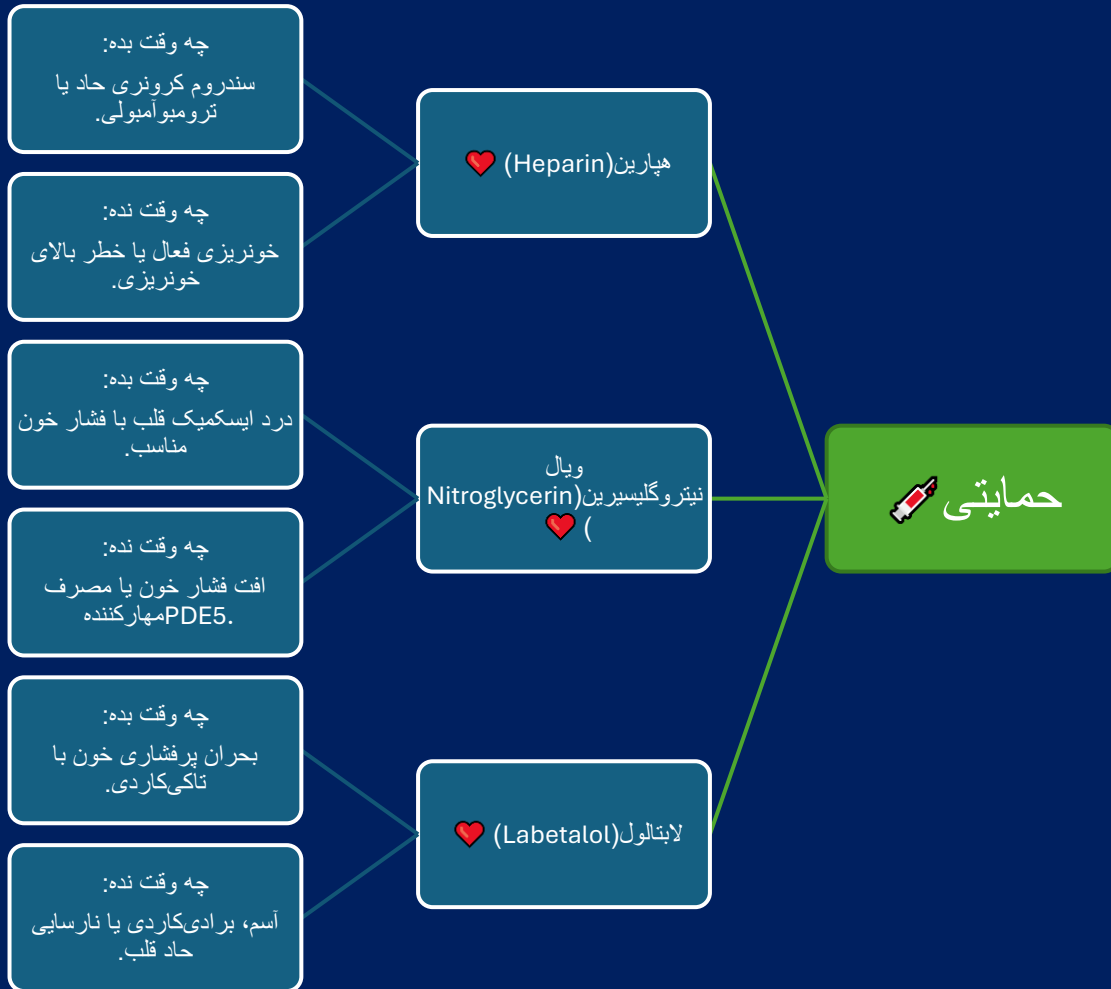 حمایتی 💉
هپارین(Heparin) ❤️
چه وقت بده:
سندروم کرونری حاد یا
ترومبوآمبولی.
چه وقت نده:
خونریزی فعال یا خطر بالای
خونریزی.
ویال
نیتروگلیسیرین(Nitroglycerin
) ❤️
چه وقت بده:
درد ایسکمیک قلب با فشار خون
مناسب.
چه وقت نده:
افت فشار خون یا مصرف
مهارکننده PDE5.
لابتالول(Labetalol) ❤️
چه وقت بده:
بحران پرفشاری خون با
تاکی‌کاردی.
چه وقت نده:
آسم، برادی‌کاردی یا نارسایی
حاد قلب.